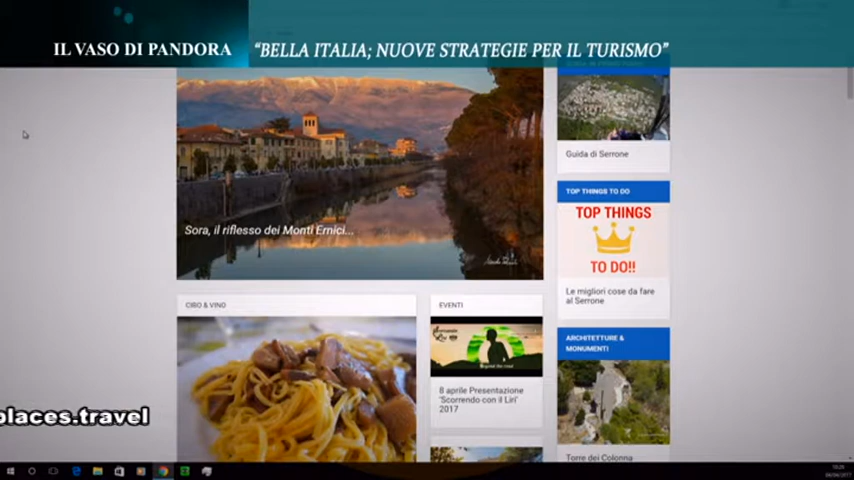 IL VASO DI PANDORA
"BELLA ITALIA; NUOVE STRATEGIE PER IL TURISMO"
Sora, il riflesso dei Monti Ernici...
CIBO & VINO
EVENTI
8 aprile Presentazione
'Scorrendo con il Liri'
2017
Guida di Serrone
TOP THINGS TO DO
TOP THINGS
TO DO!!
Le migliori cose da fare
al Serrone
ARCHITETTURE &
MONUMENTI
Torre dei Colonna
places.travel